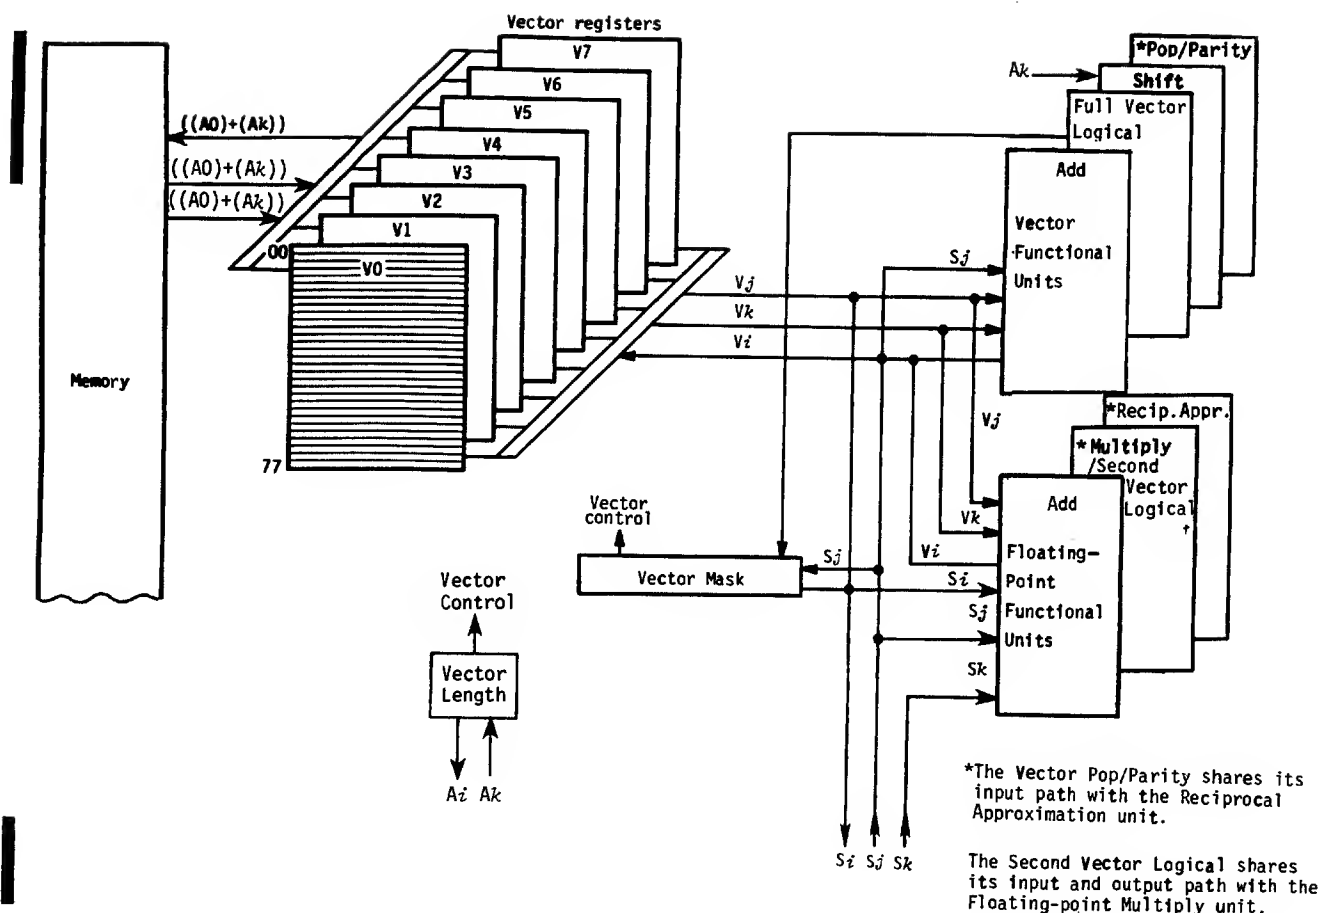 Vector registers
V7
V6
V5
V4
V3
V2
V1
V0
00
77
Memory
((A0)+(Ak))
((A0)+(Ak))
((A0)+(Ak))
*Pop/Parity
Ak
Shift
Full Vector
Logical
Add
Vector
Functional
Units
Sj
Vj
Vk
Vi
Vj
*Recip.Appr.
*Multiply
/Second
Vector
Logical
†
Add
Floating-
Point
Functional
Units
Vk
Vi
Si
Sj
Sk
Vector
control
Vector Mask
Sj
Vector
Control
Vector
Length
Ai Ak
Si Sj Sk
*The Vector Pop/Parity shares its
input path with the Reciprocal
Approximation unit.
The Second Vector Logical shares
its input and output path with the
Floating-point Multiply unit.